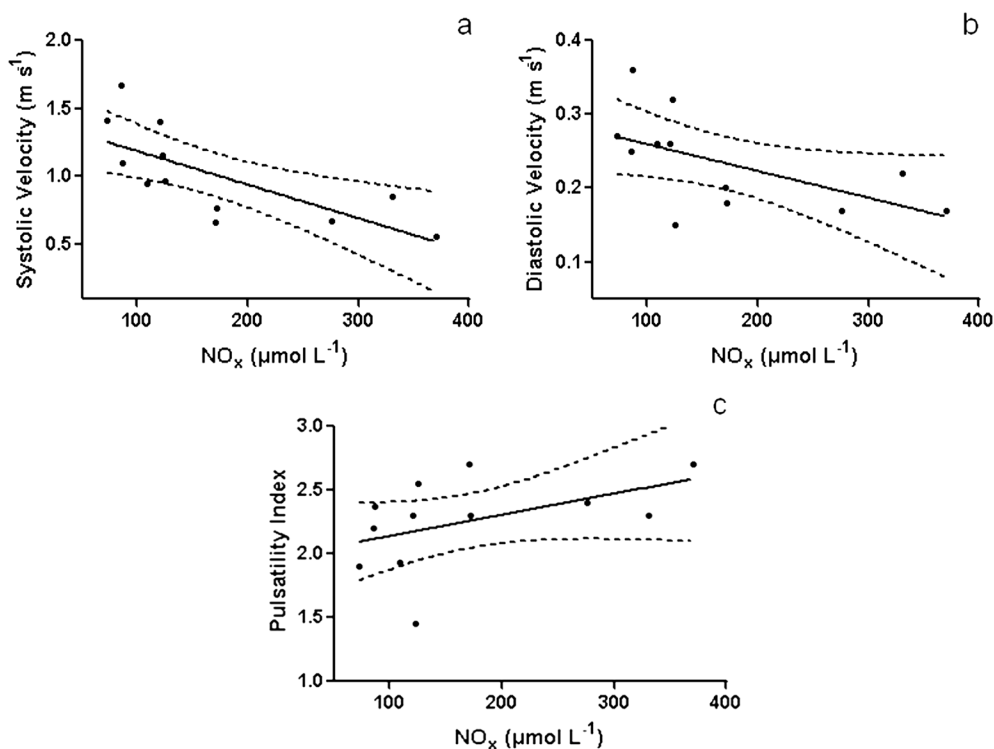 a
2.0
1.5
1.0
0.5
Systolic Velocity (m s⁻¹)
100 200 300 400
NOₓ (µmol L⁻¹)
b
0.4
0.3
0.2
0.1
Diastolic Velocity (m s⁻¹)
100 200 300 400
NOₓ (µmol L⁻¹)
c
3.0
2.5
2.0
1.5
1.0
Pulsatility Index
100 200 300 400
NOₓ (µmol L⁻¹)